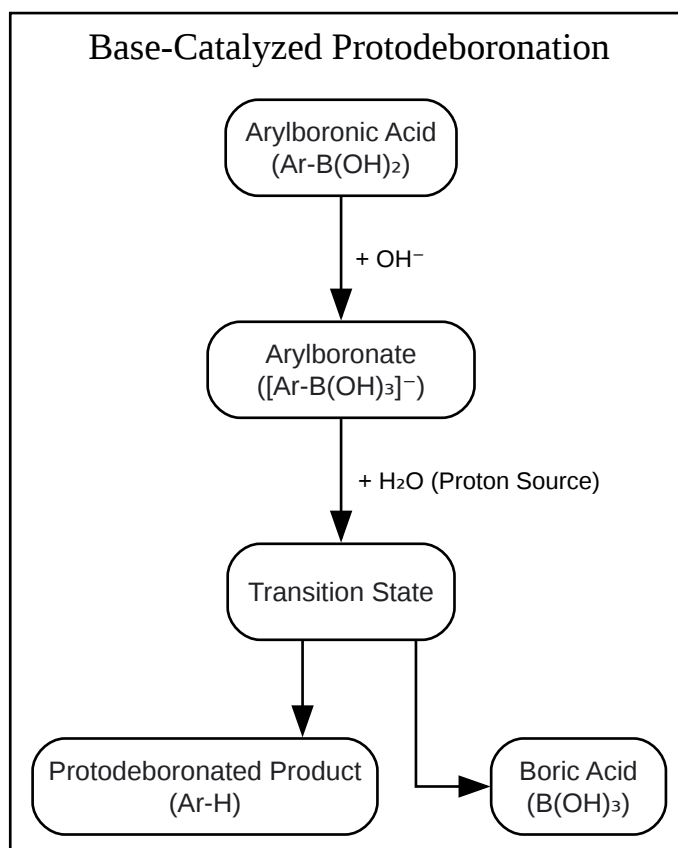 Base-Catalyzed Protodeboronation
Arylboronic Acid
(Ar-B(OH)₂)
+ OH⁻
Arylboronate
([Ar-B(OH)₃]⁻)
+ H₂O (Proton Source)
Transition State
Protodeboronated Product
(Ar-H)
Boric Acid
(B(OH)₃)